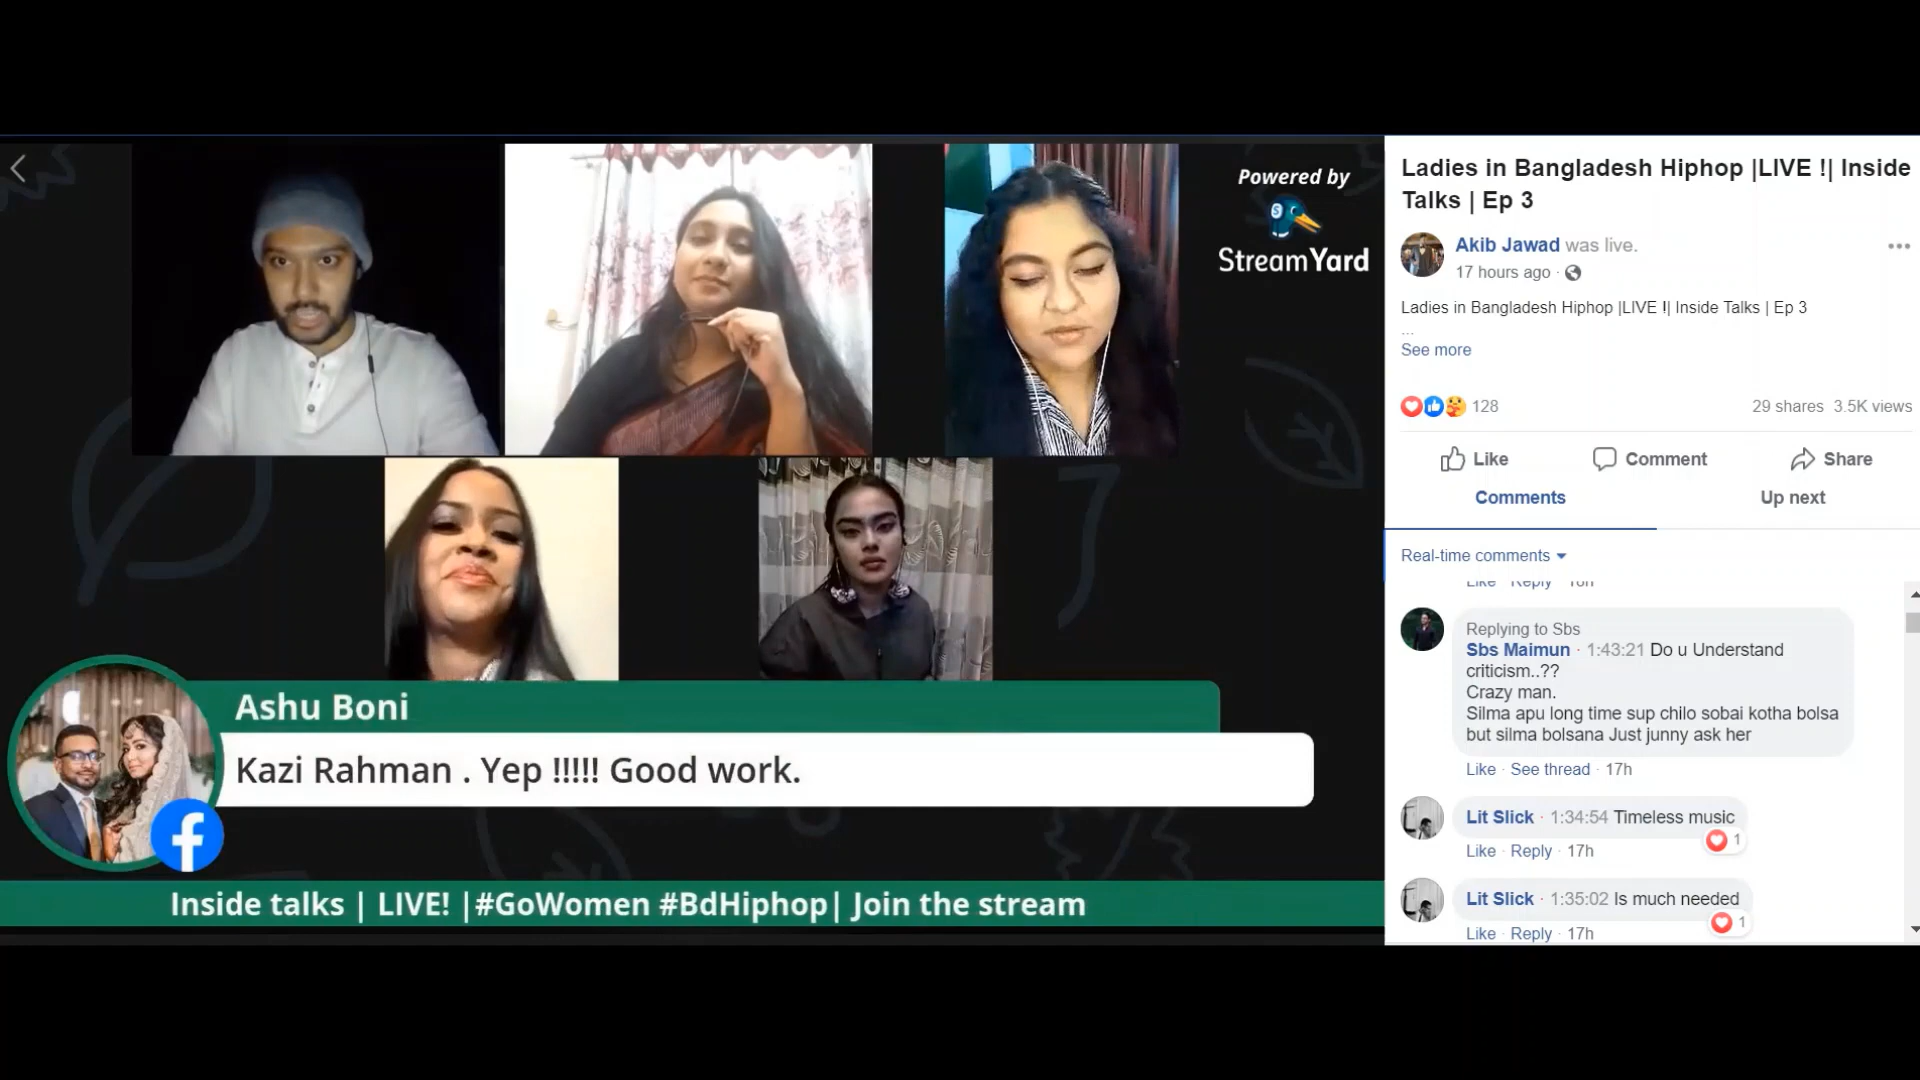 Powered by
StreamYard
Ashu Boni
Kazi Rahman . Yep !!!!! Good work.
Inside talks | LIVE! |#GoWomen #BdHiphop| Join the stream
Ladies in Bangladesh Hiphop |LIVE !| Inside
Talks | Ep 3
Akib Jawad was live.
17 hours ago ·
Ladies in Bangladesh Hiphop |LIVE !| Inside Talks | Ep 3
...
See more
128
29 shares 3.5K views
Like Comment Share
Comments Up next
Real-time comments
Like · Reply · 16h
Replying to Sbs
Sbs Maimun · 1:43:21 Do u Understand
criticism..??
Crazy man.
Silma apu long time sup chilo sobai kotha bolsa
but silma bolsana Just junny ask her
Like · See thread · 17h
Lit Slick · 1:34:54 Timeless music
1
Like · Reply · 17h
Lit Slick · 1:35:02 Is much needed
1
Like · Reply · 17h